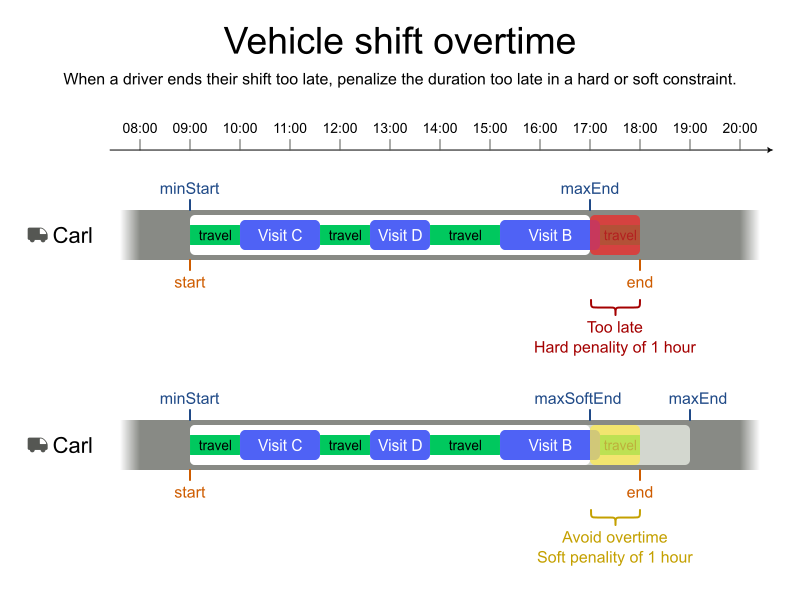 Vehicle shift overtime
When a driver ends their shift too late, penalize the duration too late in a hard or soft constraint.
08:00 09:00 10:00 11:00 12:00 13:00 14:00 15:00 16:00 17:00 18:00 19:00 20:00
minStart maxEnd
Carl travel Visit C travel Visit D travel Visit B travel
start end
Too late
Hard penality of 1 hour
minStart maxSoftEnd maxEnd
Carl travel Visit C travel Visit D travel Visit B travel
start end
Avoid overtime
Soft penality of 1 hour